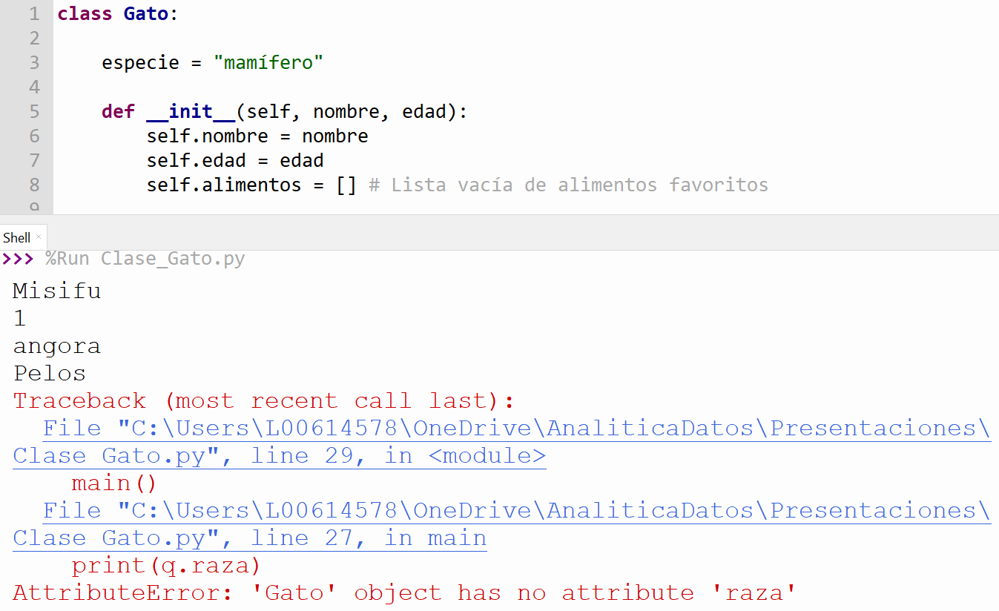 1 class Gato:
2
3 especie = "mamífero"
4
5 def __init__(self, nombre, edad):
6 self.nombre = nombre
7 self.edad = edad
8 self.alimentos = [] # Lista vacía de alimentos favoritos
9
Shell ×
>>> %Run Clase_Gato.py
Misifu
1
angora
Pelos
Traceback (most recent call last):
File "C:\Users\L00614578\OneDrive\AnaliticaDatos\Presentaciones\
Clase_Gato.py", line 29, in <module>
main()
File "C:\Users\L00614578\OneDrive\AnaliticaDatos\Presentaciones\
Clase_Gato.py", line 27, in main
print(q.raza)
AttributeError: 'Gato' object has no attribute 'raza'